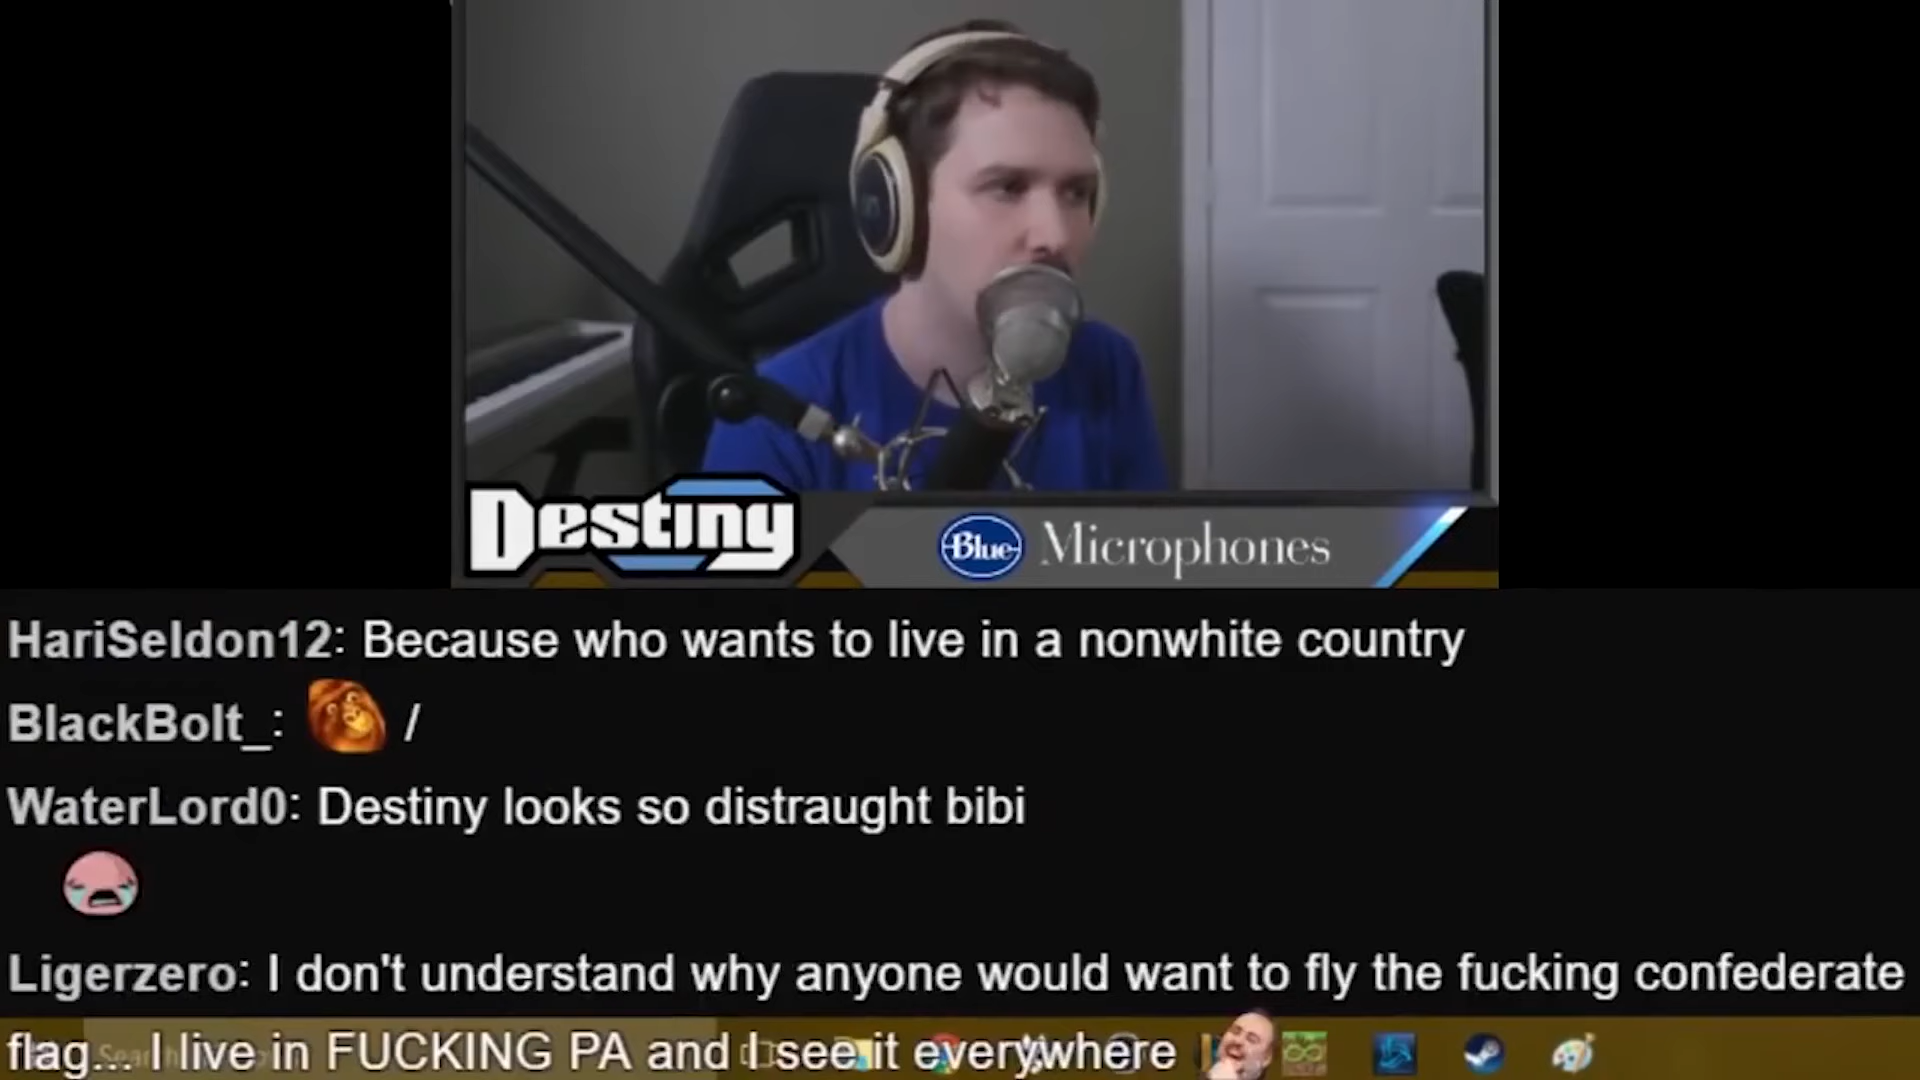 Destiny
Blue Microphones
HariSeldon12: Because who wants to live in a nonwhite country
BlackBolt_: /
WaterLord0: Destiny looks so distraught bibi
Ligerzero: I don't understand why anyone would want to fly the fucking confederate
flag... I live in FUCKING PA and I see it everywhere